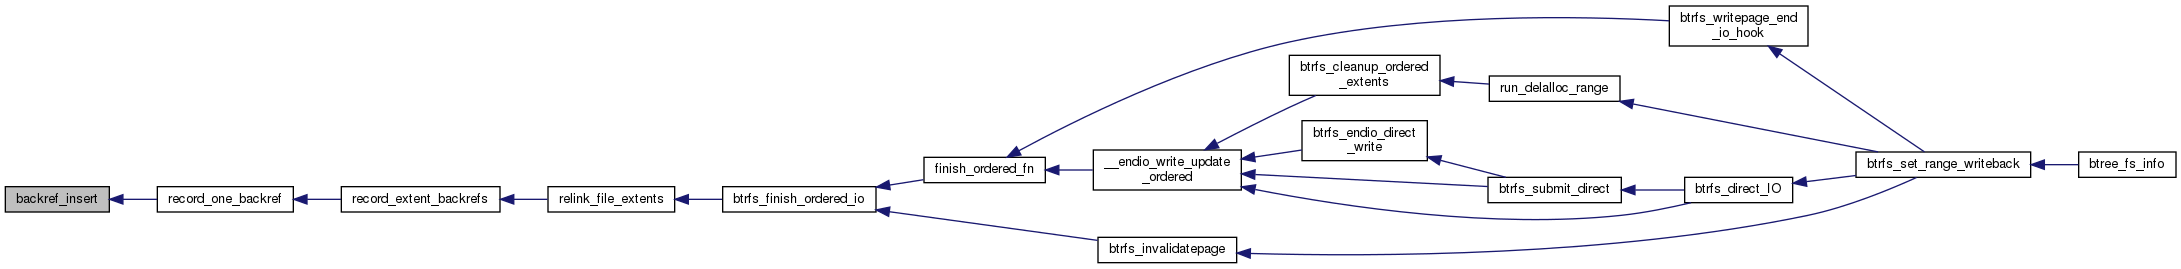 backref_insert
record_one_backref
record_extent_backrefs
relink_file_extents
btrfs_finish_ordered_io
finish_ordered_fn
btrfs_invalidatepage
__endio_write_update
_ordered
btrfs_cleanup_ordered
_extents
btrfs_endio_direct
_write
run_delalloc_range
btrfs_submit_direct
btrfs_writepage_end
_io_hook
btrfs_direct_IO
btrfs_set_range_writeback
btree_fs_info